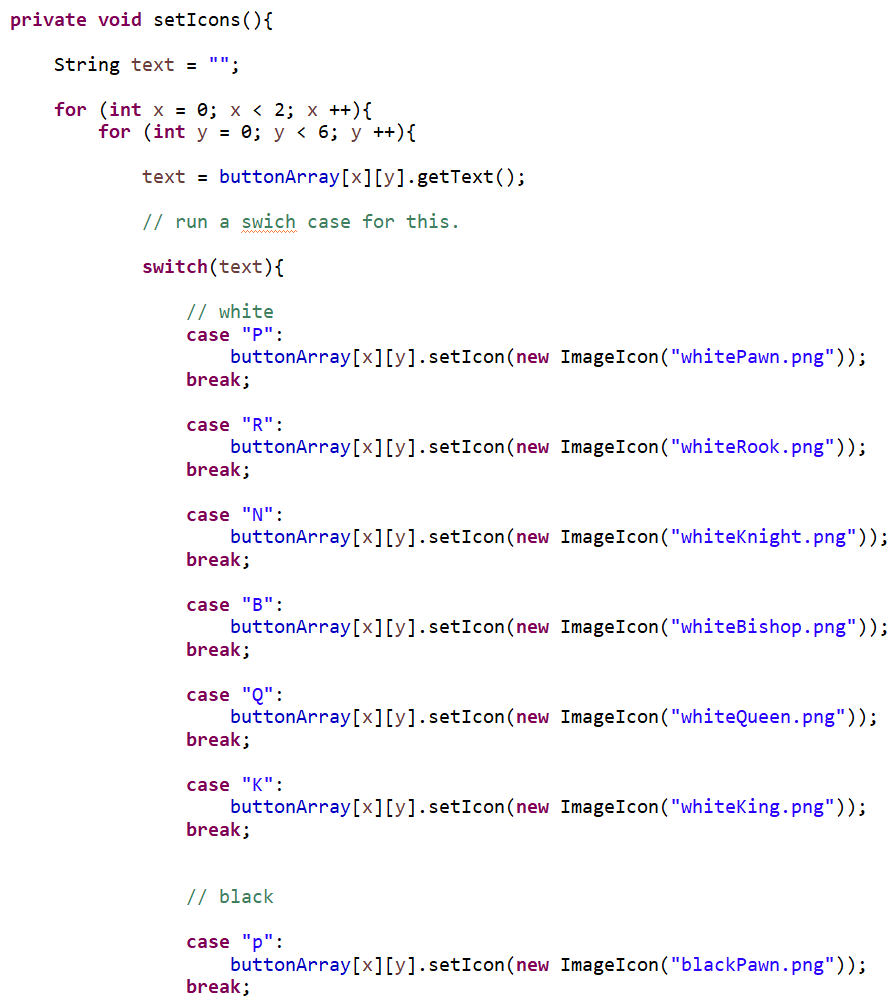 private void setIcons(){
String text = "";
for (int x = 0; x < 2; x ++){
for (int y = 0; y < 6; y ++){
text = buttonArray[x][y].getText();
// run a swich case for this.
switch(text){
// white
case "P":
buttonArray[x][y].setIcon(new ImageIcon("whitePawn.png"));
break;
case "R":
buttonArray[x][y].setIcon(new ImageIcon("whiteRook.png"));
break;
case "N":
buttonArray[x][y].setIcon(new ImageIcon("whiteKnight.png"));
break;
case "B":
buttonArray[x][y].setIcon(new ImageIcon("whiteBishop.png"));
break;
case "Q":
buttonArray[x][y].setIcon(new ImageIcon("whiteQueen.png"));
break;
case "K":
buttonArray[x][y].setIcon(new ImageIcon("whiteKing.png"));
break;
// black
case "p":
buttonArray[x][y].setIcon(new ImageIcon("blackPawn.png"));
break;